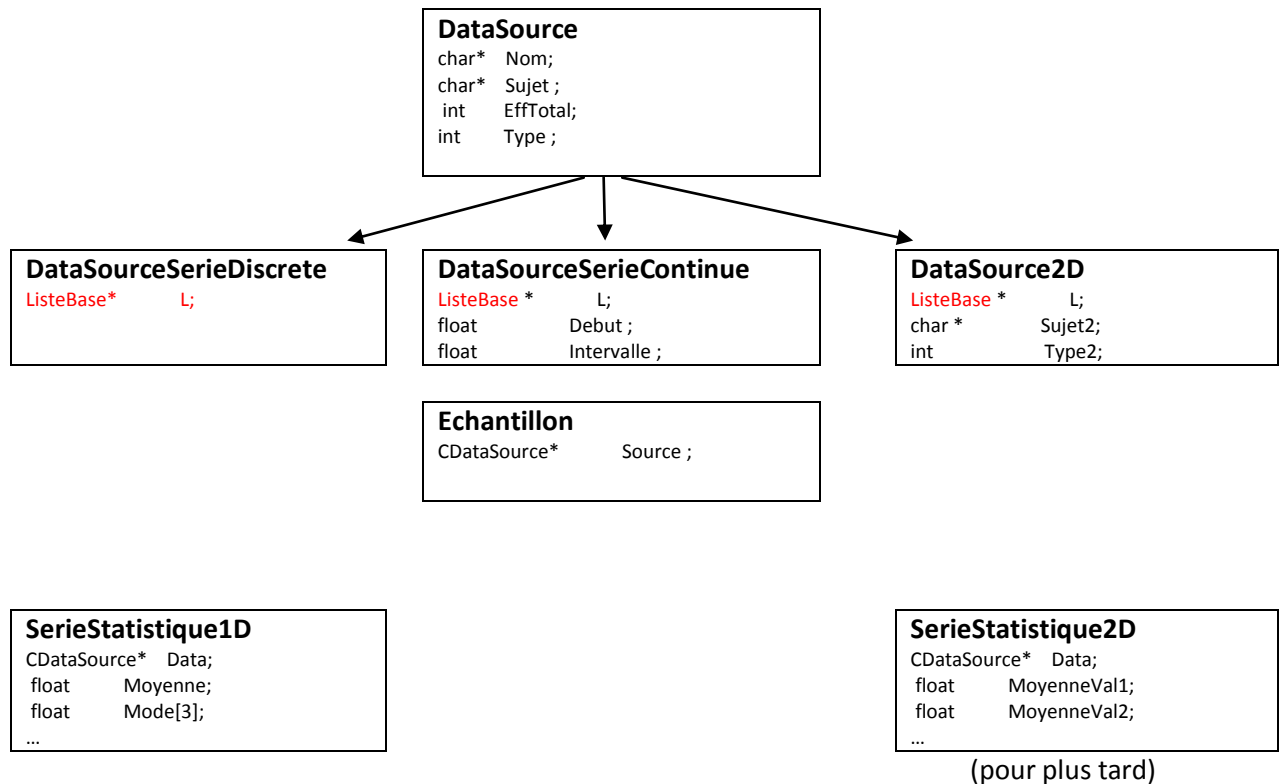 DataSource
char* Nom;
char* Sujet ;
int EffTotal;
int Type ;
DataSourceSerieDiscrete
ListeBase* L;
DataSourceSerieContinue
ListeBase * L;
float Debut ;
float Intervalle ;
DataSource2D
ListeBase * L;
char * Sujet2;
int Type2;
Echantillon
CDataSource* Source ;
SerieStatistique1D
CDataSource* Data;
float Moyenne;
float Mode[3];
…
SerieStatistique2D
CDataSource* Data;
float MoyenneVal1;
float MoyenneVal2;
…
(pour plus tard)